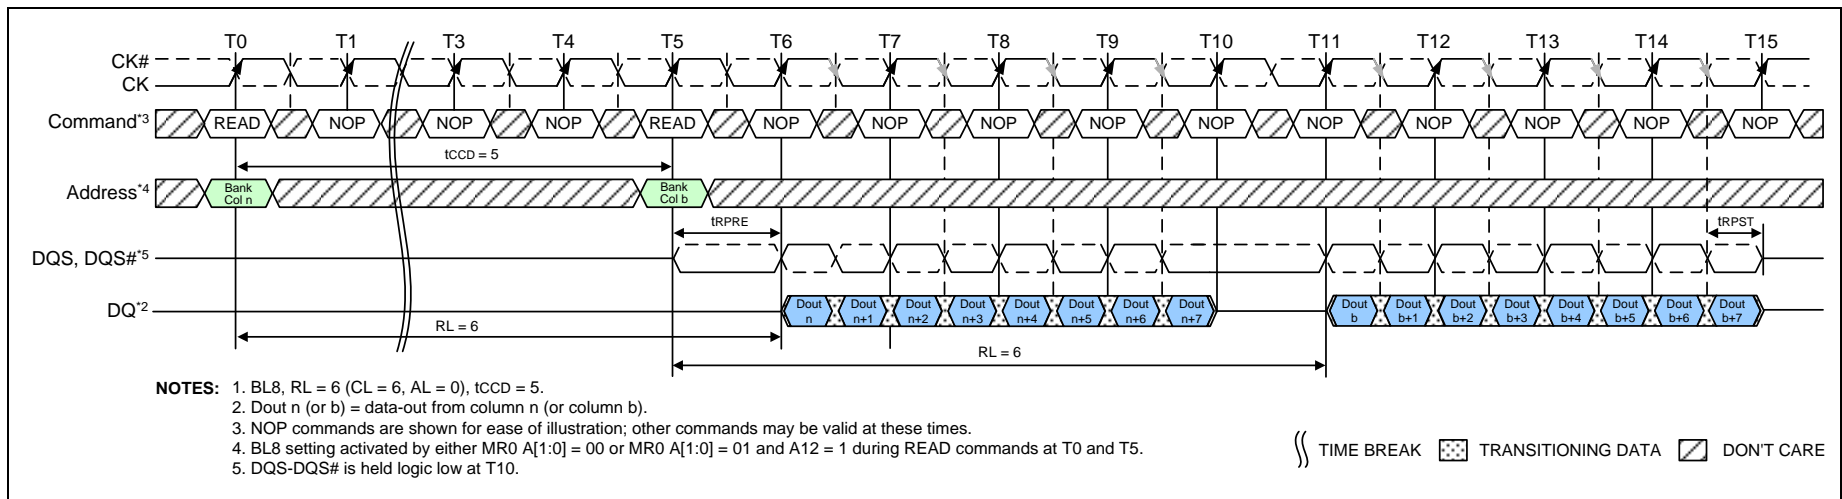 T0 T1 T3 T4 T5 T6 T7 T8 T9 T10 T11 T12 T13 T14 T15
CK#
CK
Command*3 READ NOP NOP NOP READ NOP NOP NOP NOP NOP NOP NOP NOP NOP NOP
tCCD = 5
Address*4 Bank Col n Bank Col b
tRPRE tRPST
DQS, DQS#*5
DQ*2 Dout n Dout n+1 Dout n+2 Dout n+3 Dout n+4 Dout n+5 Dout n+6 Dout n+7 Dout b Dout b+1 Dout b+2 Dout b+3 Dout b+4 Dout b+5 Dout b+6 Dout b+7
RL = 6
RL = 6
NOTES: 1. BL8, RL = 6 (CL = 6, AL = 0), tCCD = 5.
2. Dout n (or b) = data-out from column n (or column b).
3. NOP commands are shown for ease of illustration; other commands may be valid at these times.
4. BL8 setting activated by either MR0 A[1:0] = 00 or MR0 A[1:0] = 01 and A12 = 1 during READ commands at T0 and T5.
5. DQS-DQS# is held logic low at T10.
TIME BREAK TRANSITIONING DATA DON'T CARE